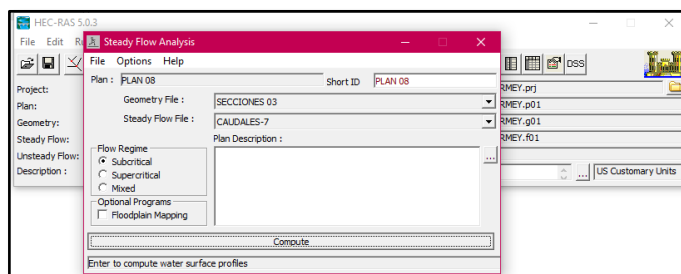 HEC-RAS 5.0.3
File Edit
Steady Flow Analysis
File Options Help
Plan : PLAN 08 Short ID PLAN 08
Geometry File : SECCIONES 03
Steady Flow File : CAUDALES-7
Plan Description :
Flow Regime
Subcritical
Supercritical
Mixed
Optional Programs
Floodplain Mapping
Compute
Enter to compute water surface profiles
DSS
Project: RMEY.prj
Plan: RMEY.p01
Geometry: RMEY.g01
Steady Flow: RMEY.f01
Unsteady Flow:
Description : ... US Customary Units